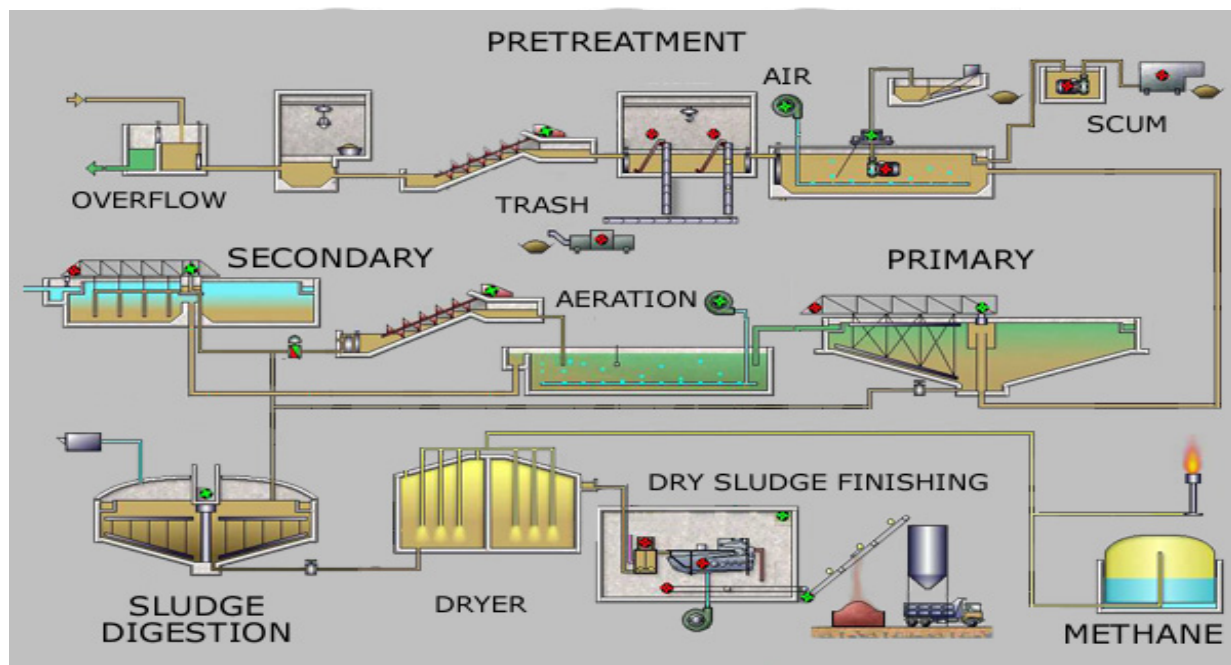 PRETREATMENT
AIR
SCUM
OVERFLOW
TRASH
SECONDARY
PRIMARY
AERATION
DRY SLUDGE FINISHING
SLUDGE
DIGESTION
DRYER
METHANE